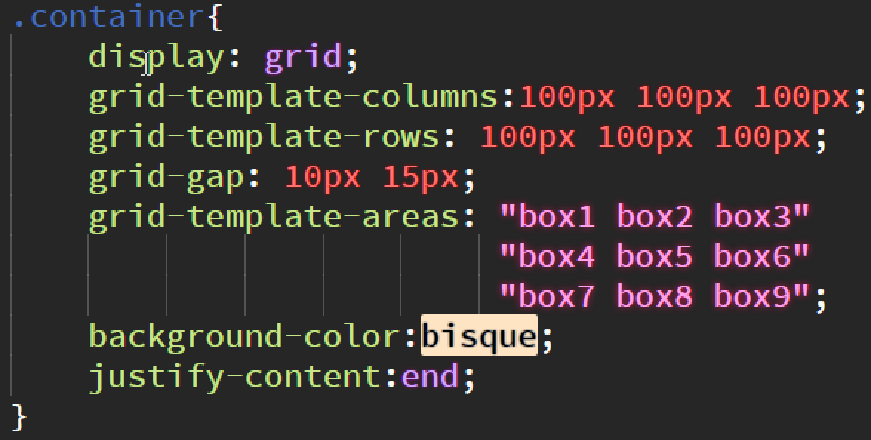 .container{
display: grid;
grid-template-columns:100px 100px 100px;
grid-template-rows: 100px 100px 100px;
grid-gap: 10px 15px;
grid-template-areas: "box1 box2 box3"
"box4 box5 box6"
"box7 box8 box9";
background-color:bisque;
justify-content:end;
}